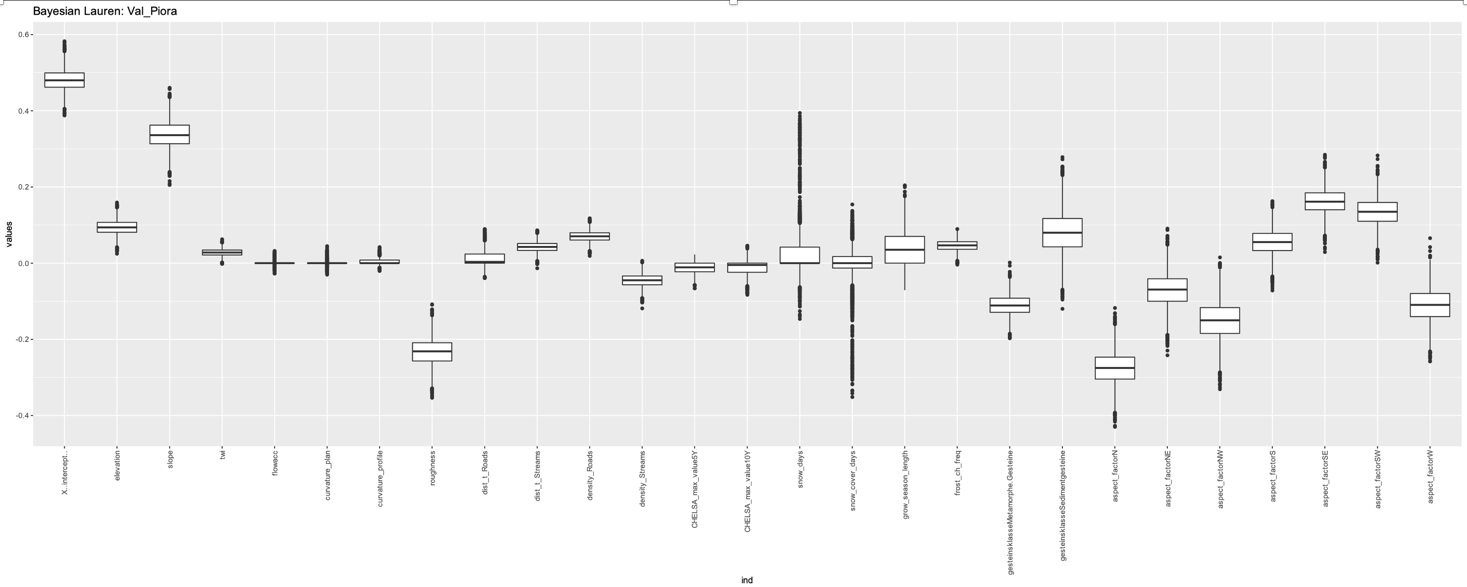 Bayesian Lauren: Val_Piora
values
0.6
0.4
0.2
0.0
-0.2
-0.4
X..intercept..
elevation
slope
twi
flowacc
curvature_plan
curvature_profile
roughness
dist_t_Roads
dist_t_Streams
density_Roads
density_Streams
CHELSA_max_value5Y
CHELSA_max_value10Y
snow_days
snow_cover_days
grow_season_length
frost_ch_freq
gesteinsklasseMetamorphe.Gesteine
gesteinsklasseSedimentgesteine
aspect_factorN
aspect_factorNE
aspect_factorNW
aspect_factorS
aspect_factorSE
aspect_factorSW
aspect_factorW
ind